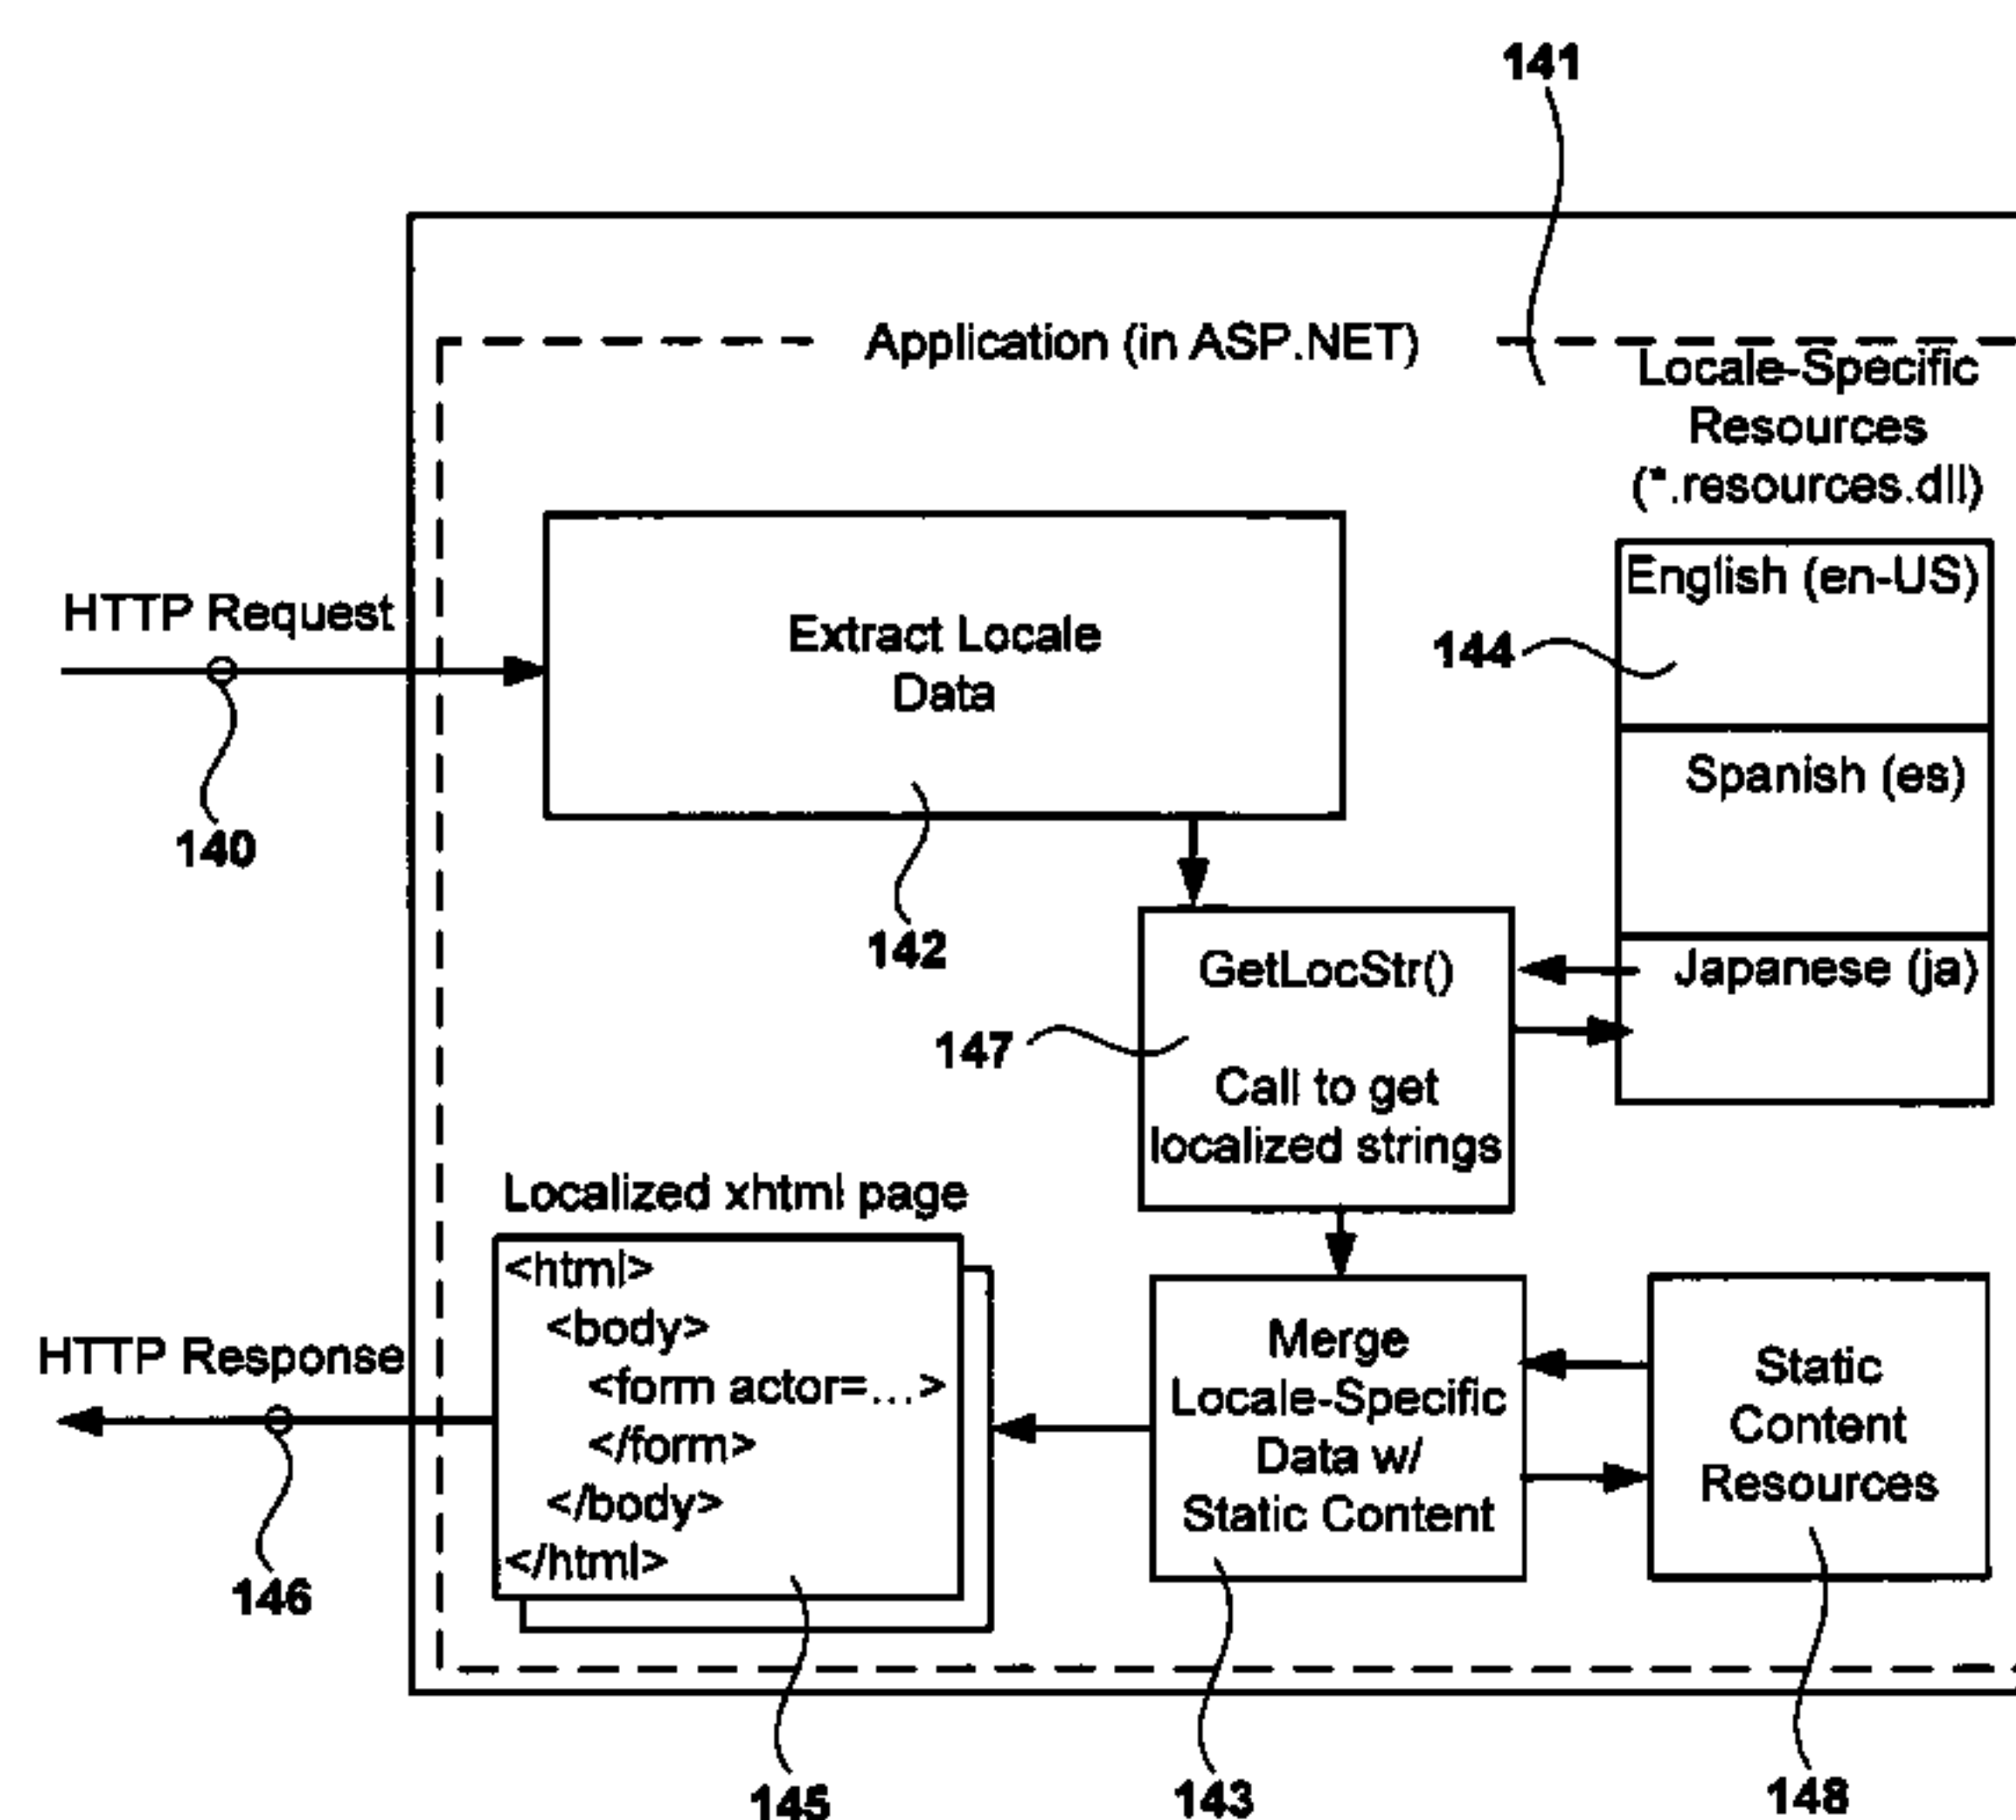 141
Application (in ASP.NET)
Locale-Specific
Resources
(*.resources.dll)
HTTP Request
140
Extract Locale
Data
142
English (en-US)
144
Spanish (es)
Japanese (ja)
GetLocStr()
147
Call to get
localized strings
Localized xhtml page
<html>
<body>
<form actor=...>
</form>
</body>
</html>
HTTP Response
146
Merge
Locale-Specific
Data w/
Static Content
Static
Content
Resources
145
143
148